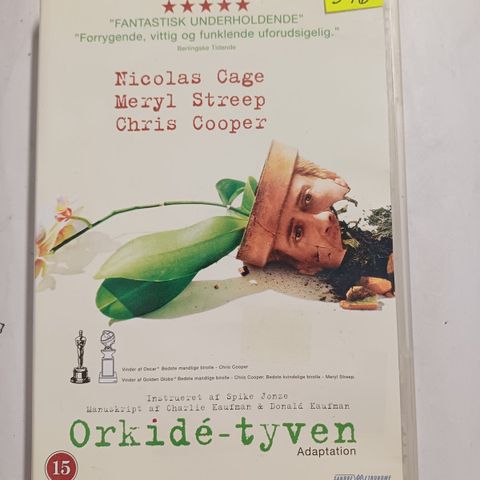 "FANTASTISK UNDERHOLDENDE"
"Forrygende, vittig og funklende uforudsigelig."
Berlingske Tidende
Nicolas Cage
Meryl Streep
Chris Cooper
Vinder af Oscar® Bedste mandlige birolle - Chris Cooper
Vinder af Golden Globe® Bedste mandlige birolle - Chris Cooper, Bedste kvindelige birolle - Meryl Streep.
Instrueret af Spike Jonze
Manuskript af Charlie Kaufman & Donald Kaufman
Orkidé-tyven
Adaptation
15
SANDREW METRONOME